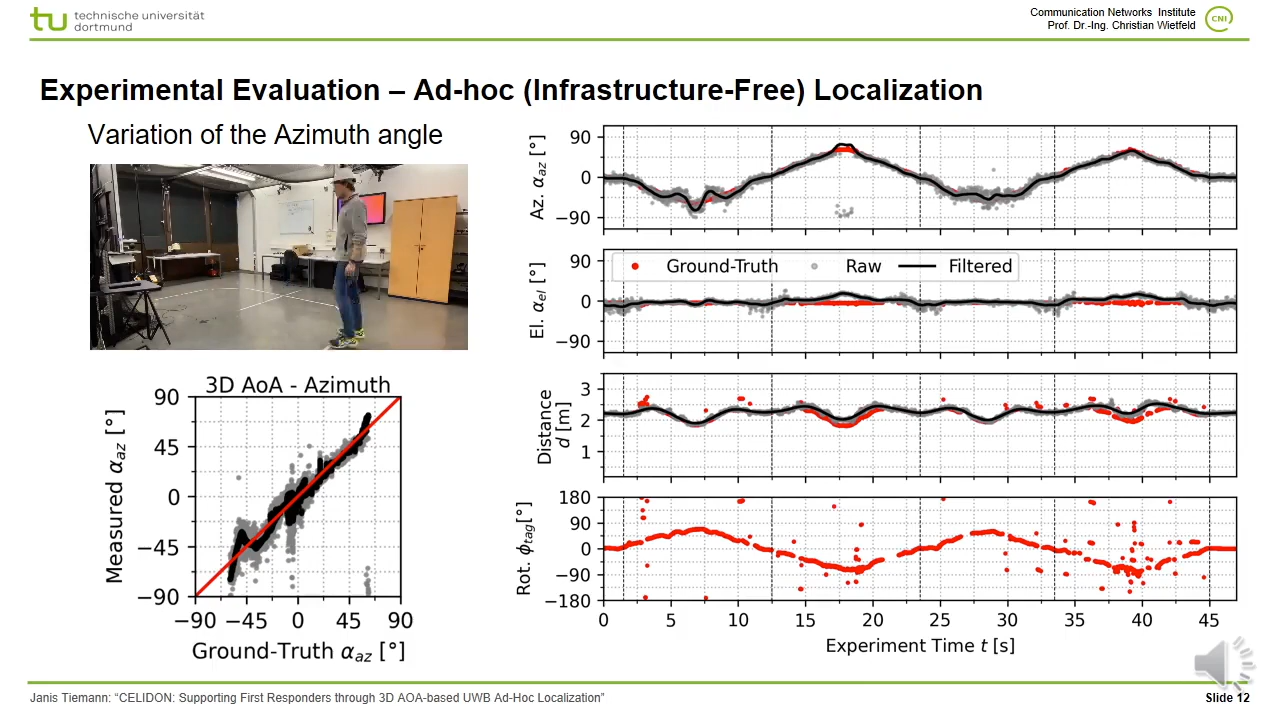 technische universität
dortmund
Communication Networks Institute
Prof. Dr.-Ing. Christian Wietfeld
CNI
Experimental Evaluation – Ad-hoc (Infrastructure-Free) Localization
Variation of the Azimuth angle
3D AoA - Azimuth
Measured α_az [°]
90
45
0
−45
−90
−90 −45 0 45 90
Ground-Truth α_az [°]
Az. α_az [°]
90
0
−90
El. α_el [°]
90
0
−90
Ground-Truth Raw Filtered
Distance
d [m]
3
2
1
Rot. ϕ_tag[°]
180
90
0
−90
−180
0 5 10 15 20 25 30 35 40 45
Experiment Time t [s]
Janis Tiemann: “CELIDON: Supporting First Responders through 3D AOA-based UWB Ad-Hoc Localization”
Slide 12